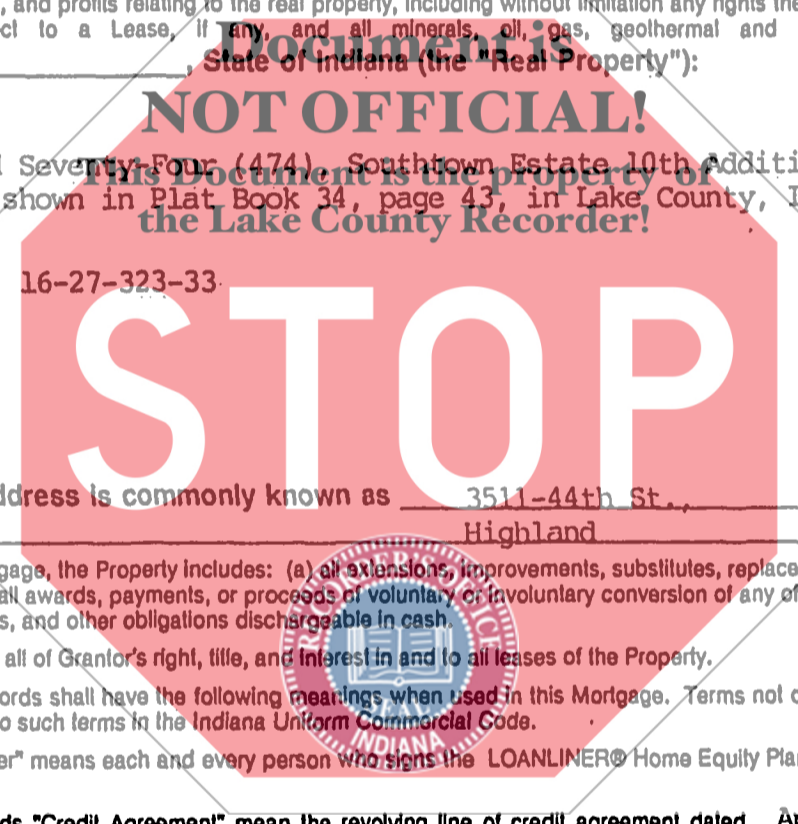 , and profits relating to the real property, including without limitation any rights the
ct to a Lease, if any, and all minerals, oil, gas, geothermal and
Document is
, State of Indiana (the "Real Property"):
NOT OFFICIAL!
Seventy-Four (474), Southtown Estate 10th Additi
This Document is the property of
shown in Plat Book 34, page 43, in Lake County, I
the Lake County Recorder!
16-27-323-33
STOP
ddress is commonly known as 3511-44th St.,
Highland
gage, the Property includes: (a) all extensions, improvements, substitutes, replace
all awards, payments, or proceeds of voluntary or involuntary conversion of any of
s, and other obligations dischargeable in cash.
all of Grantor's right, title, and interest in and to all leases of the Property.
ords shall have the following meanings when used in this Mortgage. Terms not o
o such terms in the Indiana Uniform Commercial Code.
RECORDER'S OFFICE
SEAL
INDIANA
er" means each and every person who signs the LOANLINER® Home Equity Plan
ds "Credit Agreement" mean the revolving line of credit agreement dated